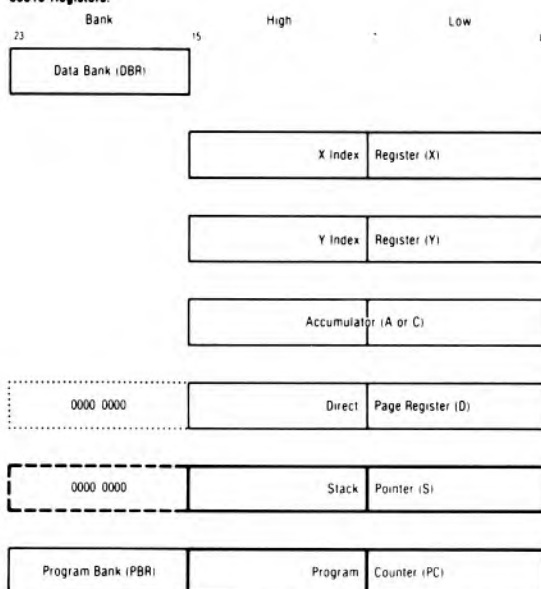 Registers.
Bank High Low
23 15
Data Bank (DBR)
X Index Register (X)
Y Index Register (Y)
Accumulator (A or C)
0000 0000 Direct Page Register (D)
0000 0000 Stack Pointer (S)
Program Bank (PBR) Program Counter (PC)